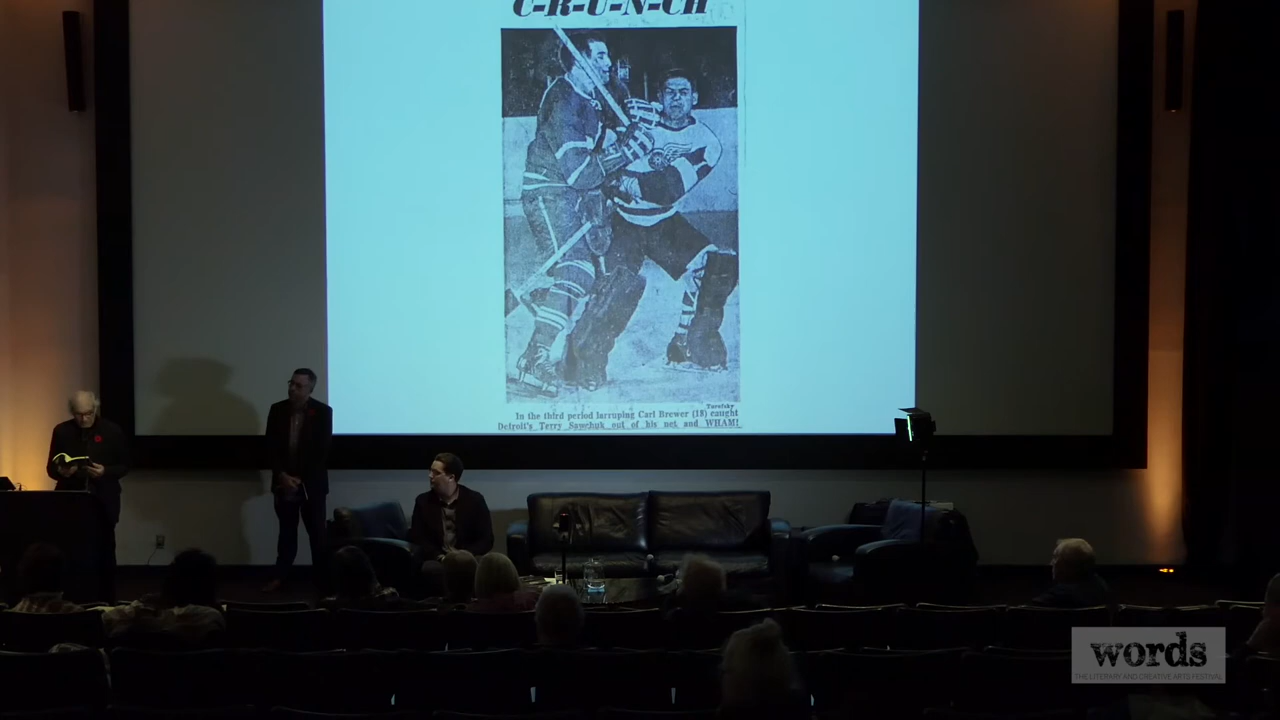 C-R-U-N-CH
Turofsky
In the third period larruping Carl Brewer (18) caught
Detroit's Terry Sawchuk out of his net and WHAM!
words
THE LITERARY AND CREATIVE ARTS FESTIVAL